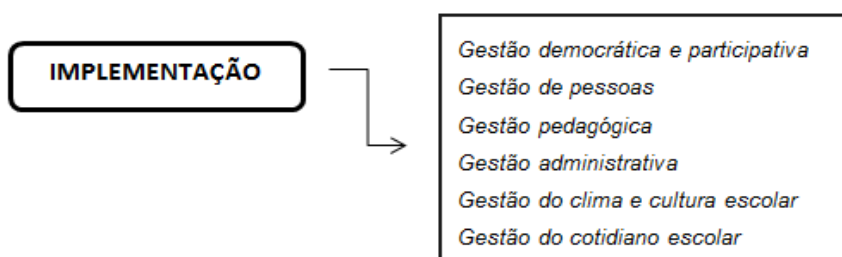 IMPLEMENTAÇÃO
Gestão democrática e participativa
Gestão de pessoas
Gestão pedagógica
Gestão administrativa
Gestão do clima e cultura escolar
Gestão do cotidiano escolar